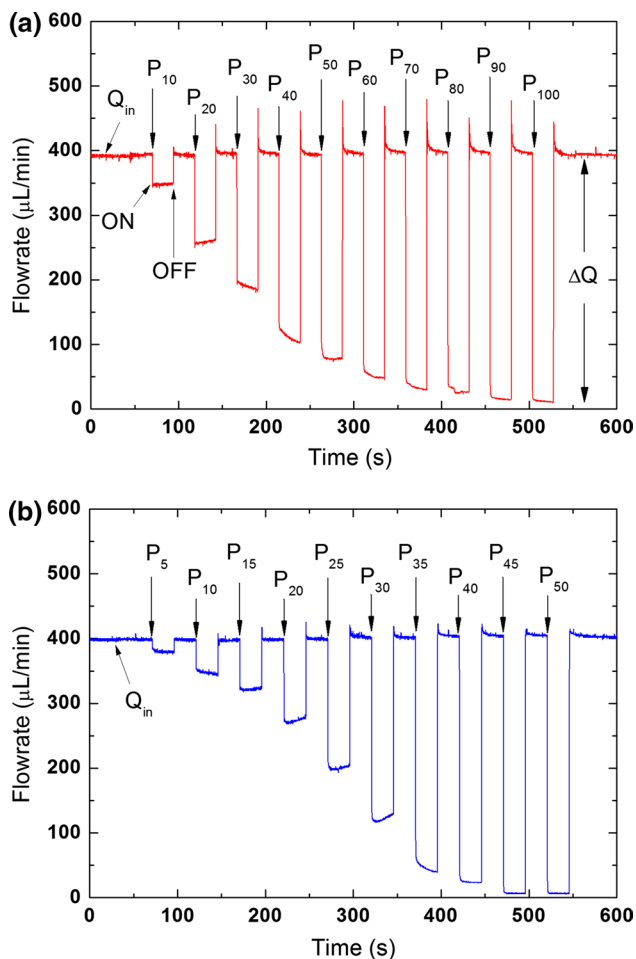 (a)
600
500
400
300
200
100
0
Flowrate (μL/min)
Q_in
P_10
P_20
P_30
P_40
P_50
P_60
P_70
P_80
P_90
P_100
ON
OFF
ΔQ
0 100 200 300 400 500 600
Time (s)
(b)
600
500
400
300
200
100
0
Flowrate (μL/min)
P_5
P_10
P_15
P_20
P_25
P_30
P_35
P_40
P_45
P_50
Q_in
0 100 200 300 400 500 600
Time (s)